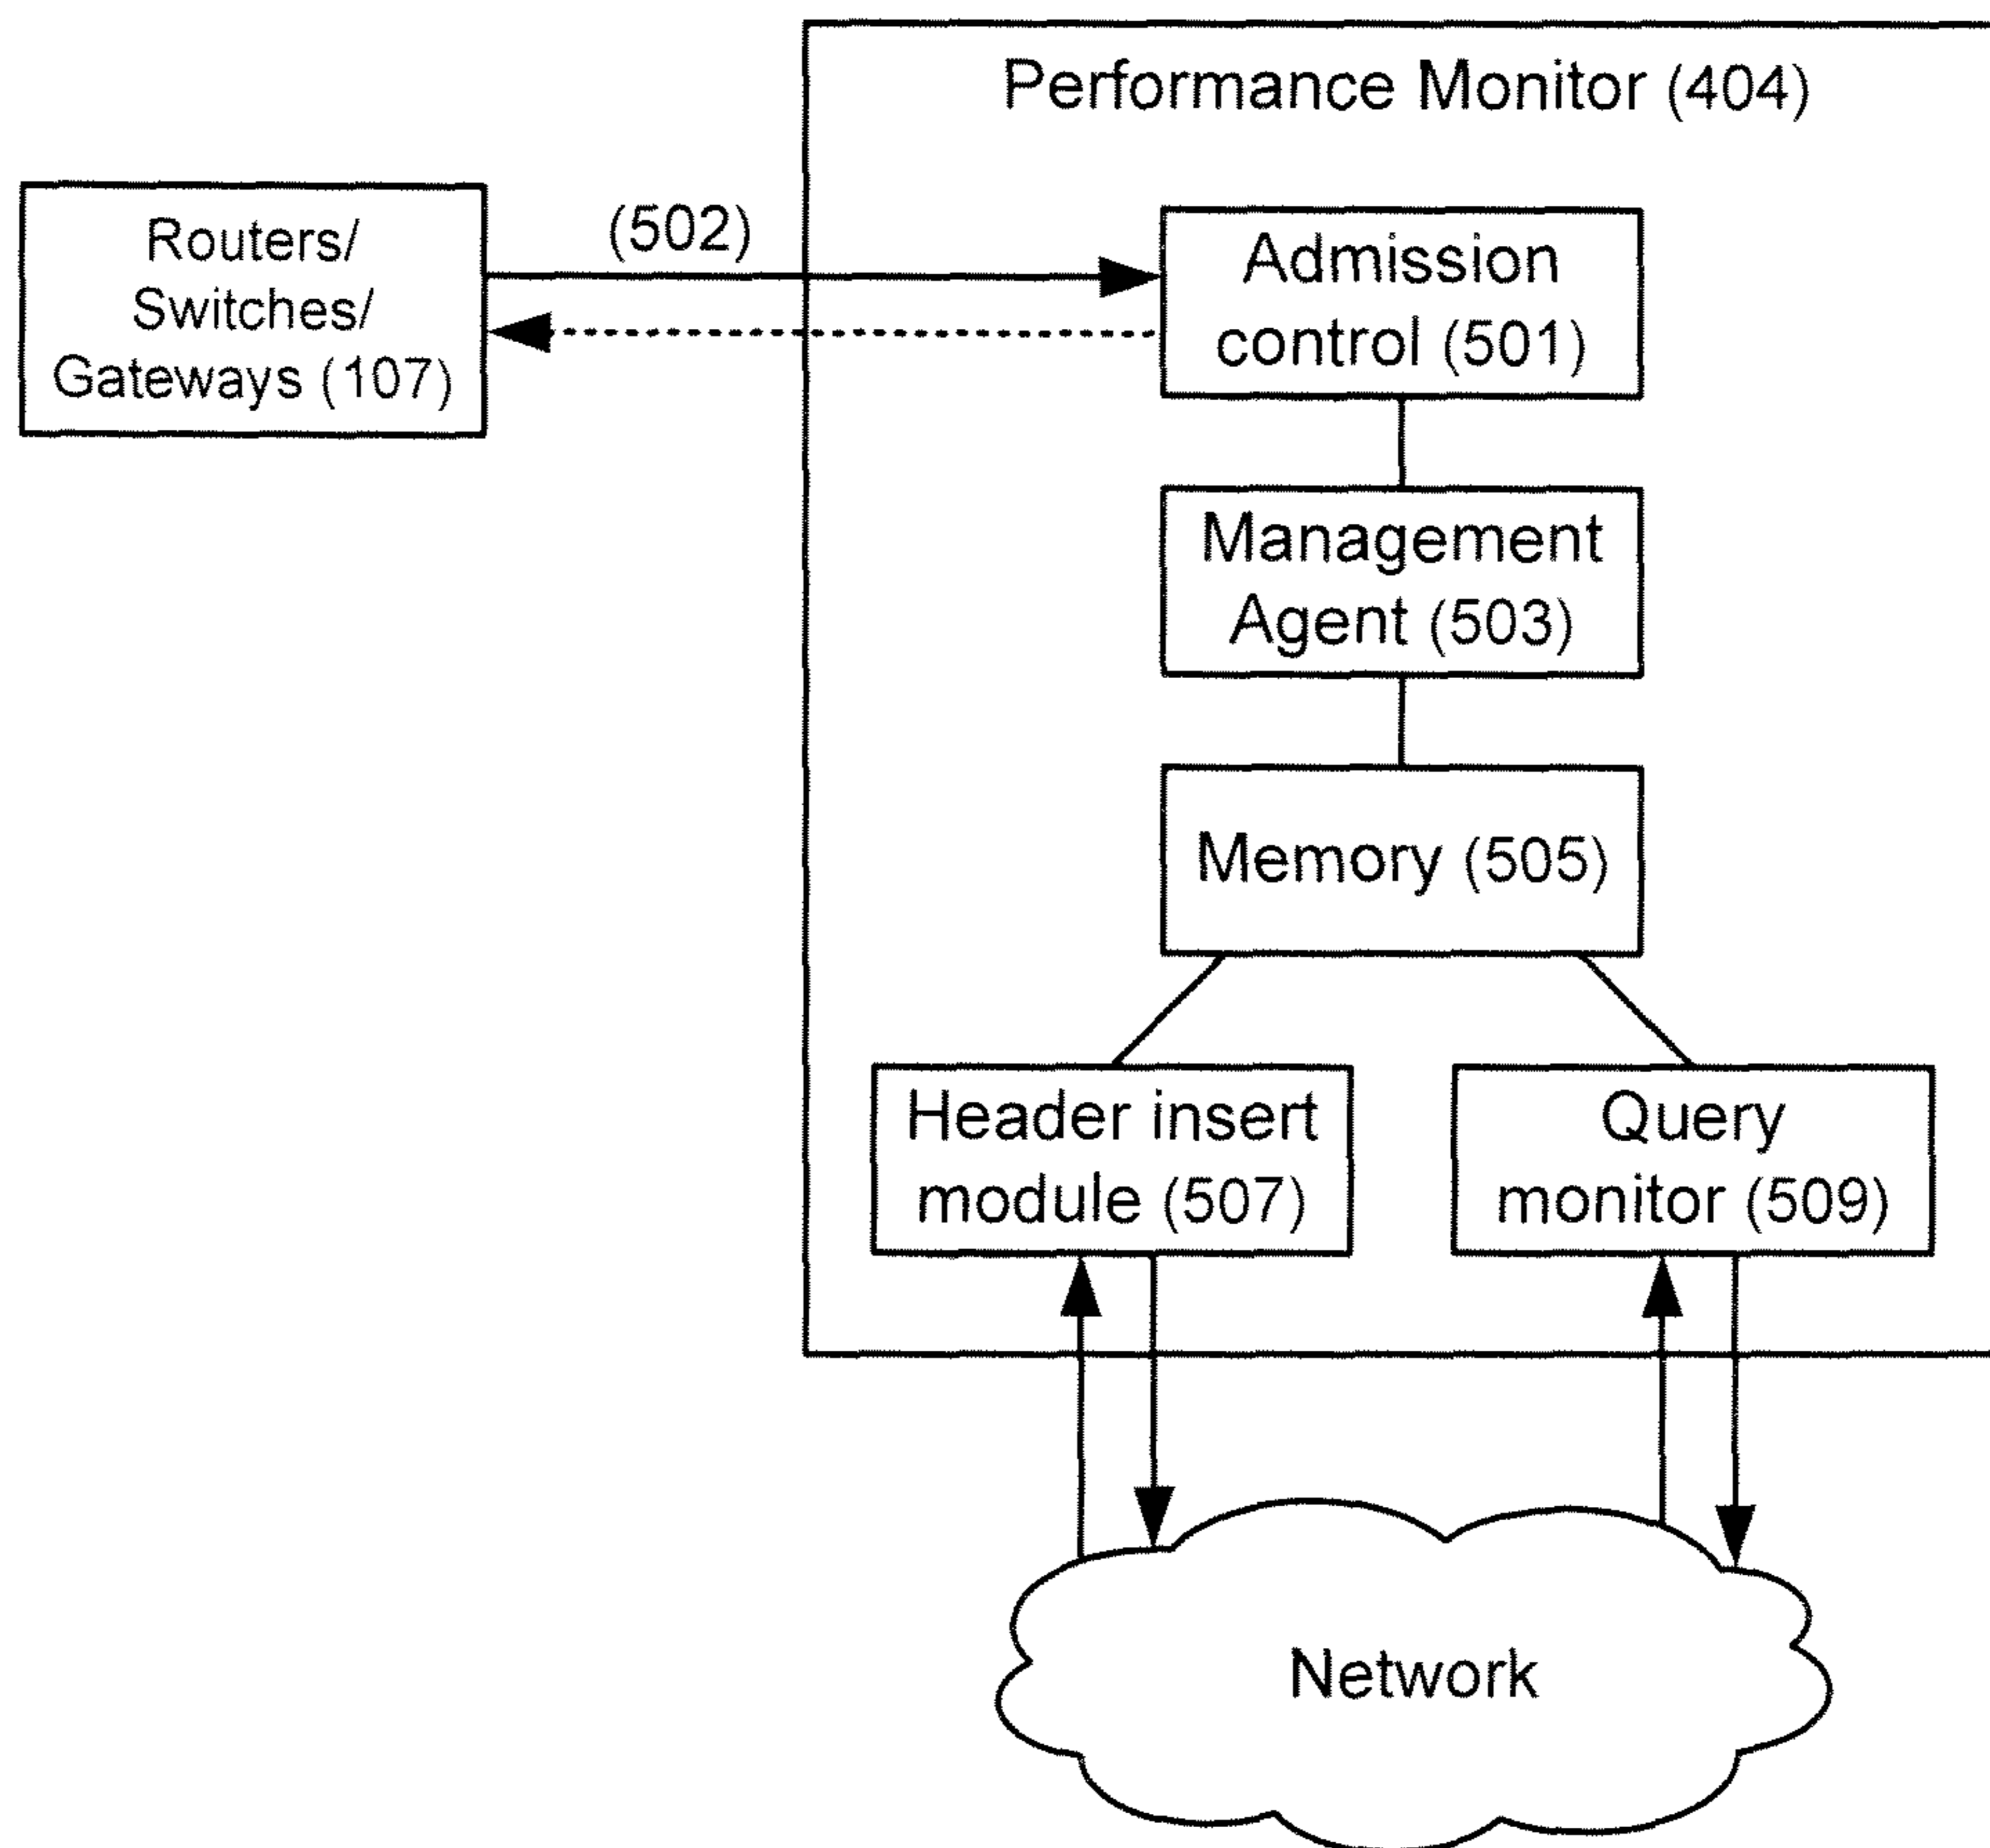 Performance Monitor (404)
Routers/
Switches/
Gateways (107)
(502)
Admission
control (501)
Management
Agent (503)
Memory (505)
Header insert
module (507)
Query
monitor (509)
Network